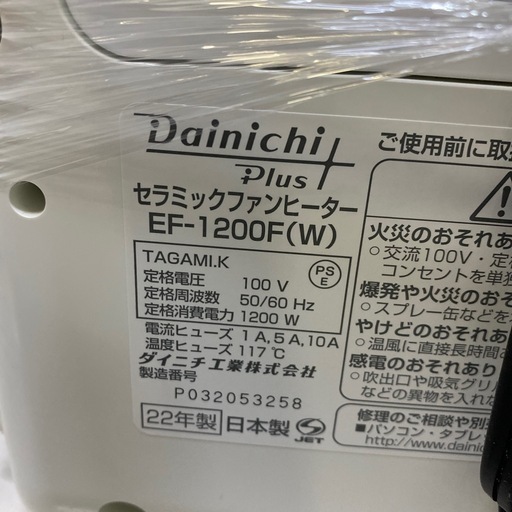 Dainichi
Plus
セラミックファンヒーター
EF-1200F(W)
TAGAMI.K
定格電圧 100 V
定格周波数 50/60 Hz
定格消費電力 1200 W
PS
E
電流ヒューズ 1A,5A,10A
温度ヒューズ 117℃
ダイニチ工業株式会社
製造番号
P032053258
22年製 日本製 JET
ご使用前に取
火災のおそれあ
交流100V・定格
コンセントを単独
爆発や火災のおそ
スプレー缶などを
やけどのおそれあり
温風に直接長時間
感電のおそれあり
吹出口や吸気グリ
などの異物を入れな
修理のご相談や別
■パソコン・タブレ
http://www.dainic